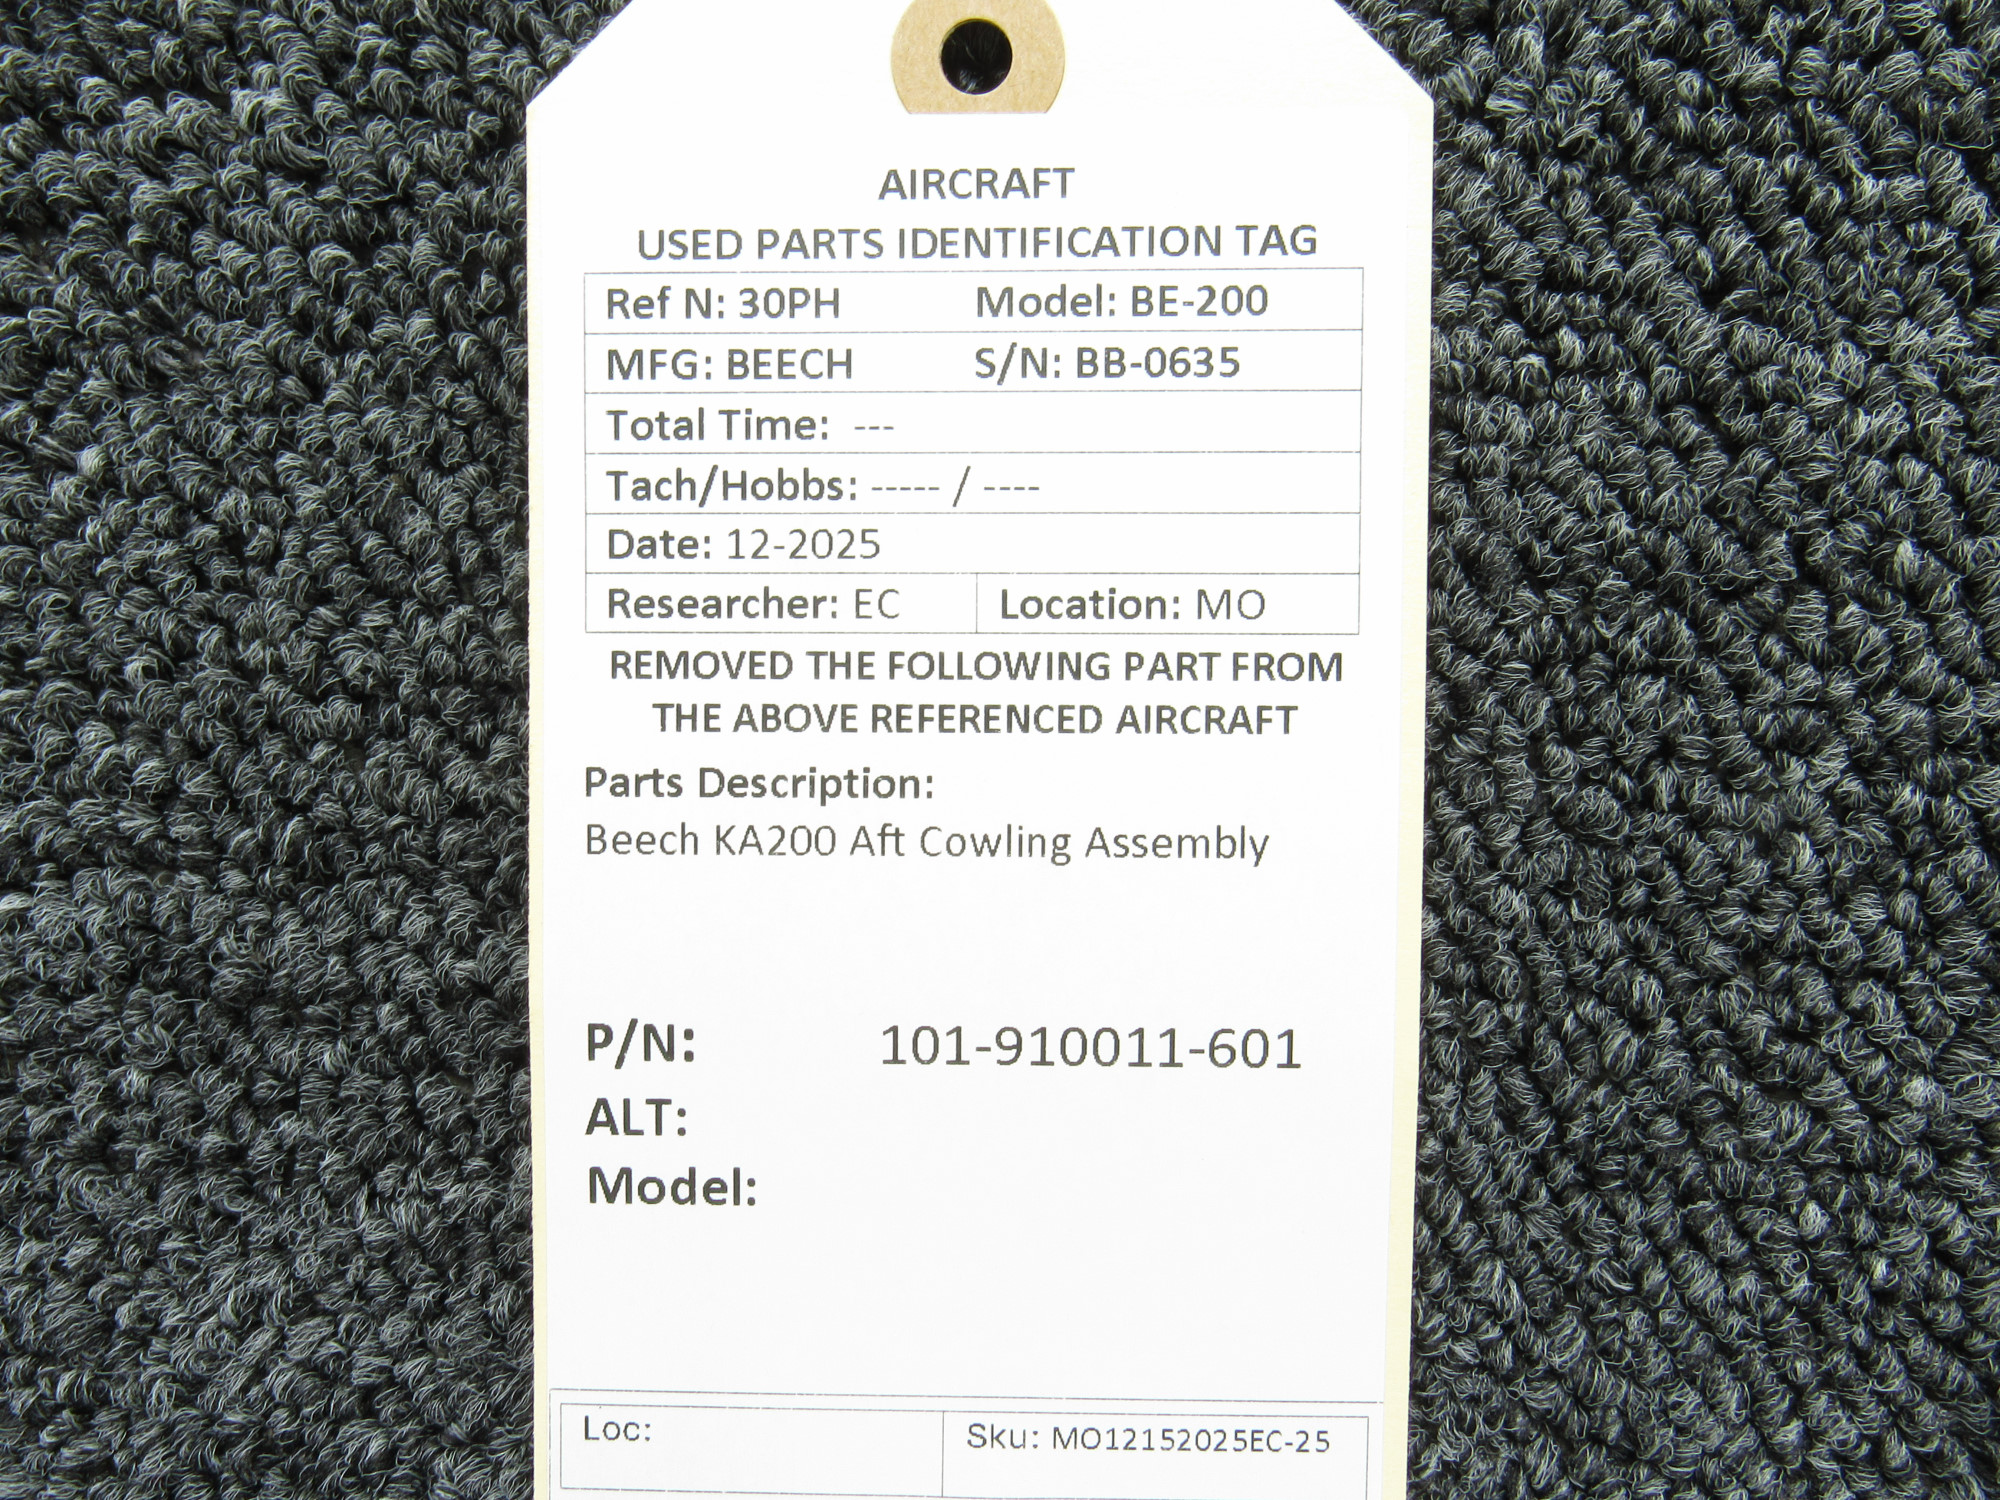 AIRCRAFT
USED PARTS IDENTIFICATION TAG
Ref N: 30PH Model: BE-200
MFG: BEECH S/N: BB-0635
Total Time: ---
Tach/Hobbs: ----- / ----
Date: 12-2025
Researcher: EC Location: MO
REMOVED THE FOLLOWING PART FROM
THE ABOVE REFERENCED AIRCRAFT
Parts Description:
Beech KA200 Aft Cowling Assembly
P/N: 101-910011-601
ALT:
Model:
Loc: Sku: MO12152025EC-25